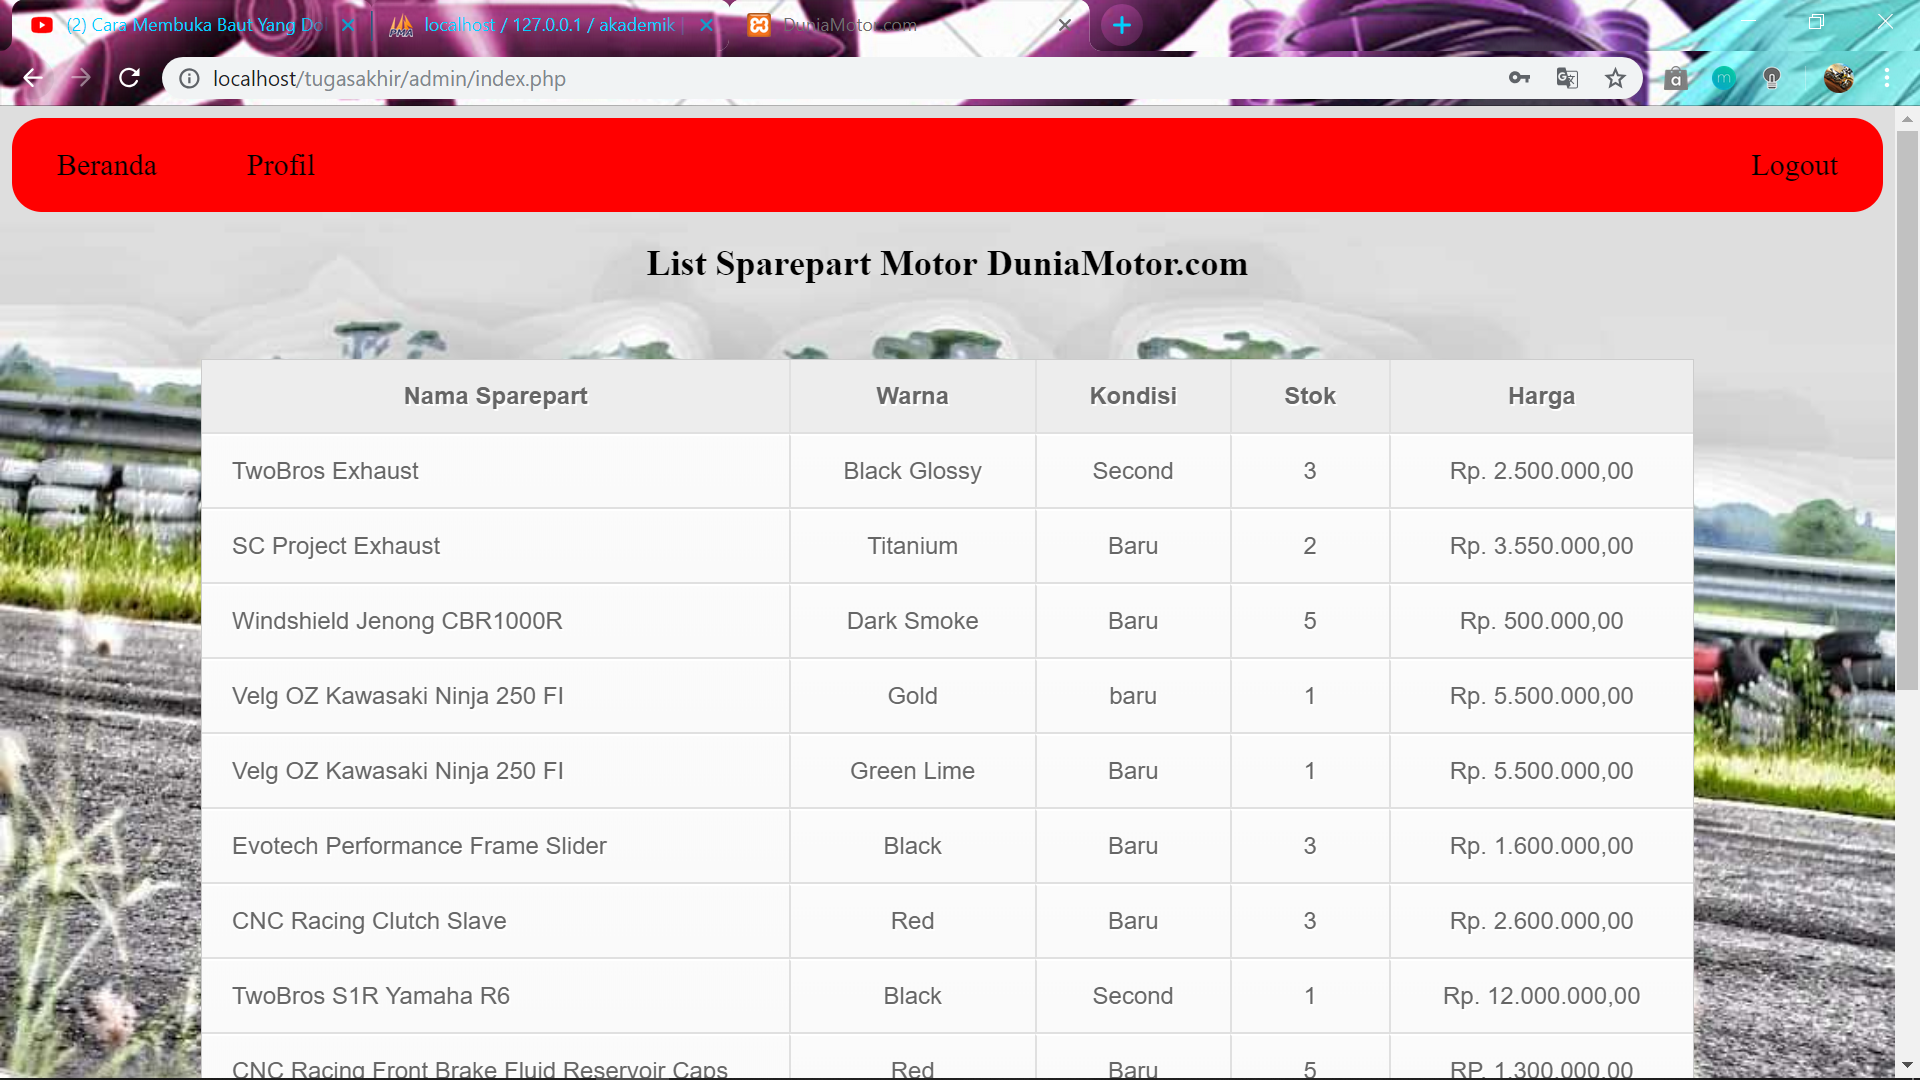 (2) Cara Membuka Baut Yang Do
localhost / 127.0.0.1 / akademik
DuniaMotor.com
localhost/tugasakhir/admin/index.php
Beranda Profil Logout
List Sparepart Motor DuniaMotor.com
Nama Sparepart Warna Kondisi Stok Harga
TwoBros Exhaust Black Glossy Second 3 Rp. 2.500.000,00
SC Project Exhaust Titanium Baru 2 Rp. 3.550.000,00
Windshield Jenong CBR1000R Dark Smoke Baru 5 Rp. 500.000,00
Velg OZ Kawasaki Ninja 250 FI Gold baru 1 Rp. 5.500.000,00
Velg OZ Kawasaki Ninja 250 FI Green Lime Baru 1 Rp. 5.500.000,00
Evotech Performance Frame Slider Black Baru 3 Rp. 1.600.000,00
CNC Racing Clutch Slave Red Baru 3 Rp. 2.600.000,00
TwoBros S1R Yamaha R6 Black Second 1 Rp. 12.000.000,00
CNC Racing Front Brake Fluid Reservoir Caps Red Baru 5 RP. 1.300.000,00